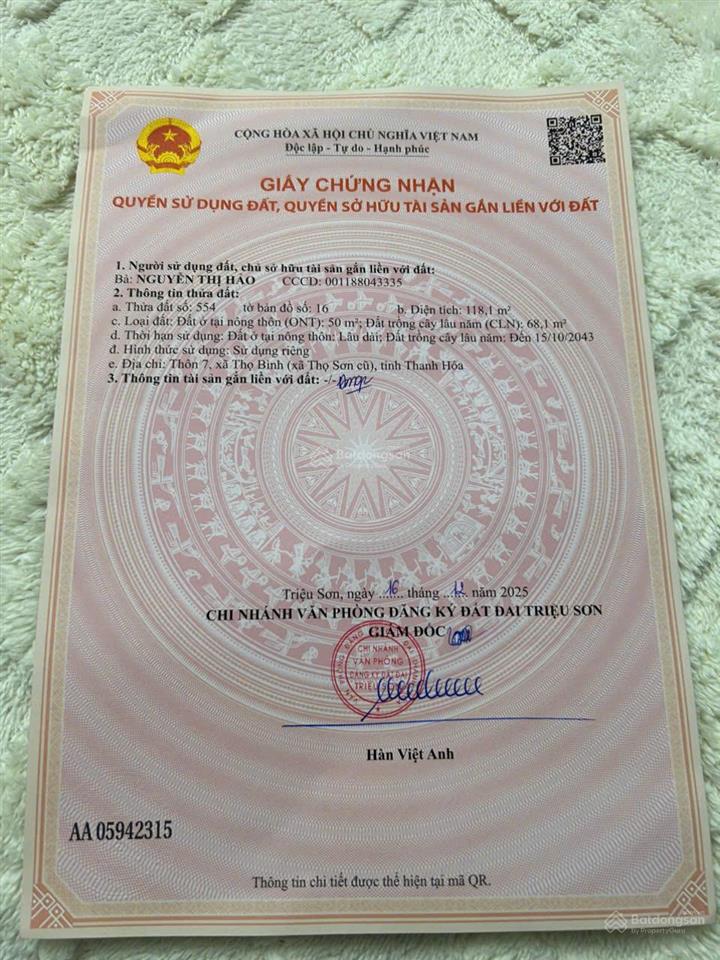 CỘNG HÒA XÃ HỘI CHỦ NGHĨA VIỆT NAM
Độc lập - Tự do - Hạnh phúc
GIẤY CHỨNG NHẬN
QUYỀN SỬ DỤNG ĐẤT, QUYỀN SỞ HỮU TÀI SẢN GẮN LIỀN VỚI ĐẤT
1. Người sử dụng đất, chủ sở hữu tài sản gắn liền với đất:
Bà: NGUYỄN THỊ HẢO CCCD: 001188043335
2. Thông tin thửa đất:
a. Thửa đất số: 554 tờ bản đồ số: 16 b. Diện tích: 118,1 m²
c. Loại đất: Đất ở tại nông thôn (ONT): 50 m²; Đất trồng cây lâu năm (CLN): 68,1 m²
d. Thời hạn sử dụng: Đất ở tại nông thôn: Lâu dài; Đất trồng cây lâu năm: Đến 15/10/2043
đ. Hình thức sử dụng: Sử dụng riêng
e. Địa chỉ: Thôn 7, xã Thọ Bình (xã Thọ Sơn cũ), tỉnh Thanh Hóa
3. Thông tin tài sản gắn liền với đất: -/-
Batdongsan
Triệu Sơn, ngày 16 tháng 12 năm 2025
CHI NHÁNH VĂN PHÒNG ĐĂNG KÝ ĐẤT ĐAI TRIỆU SƠN
GIÁM ĐỐC
CHI NHÁNH
VĂN PHÒNG
ĐĂNG KÝ ĐẤT ĐAI
TRIỆU
Hàn Việt Anh
AA 05942315
Thông tin chi tiết được thể hiện tại mã QR.
Batdongsan
by PropertyGuru